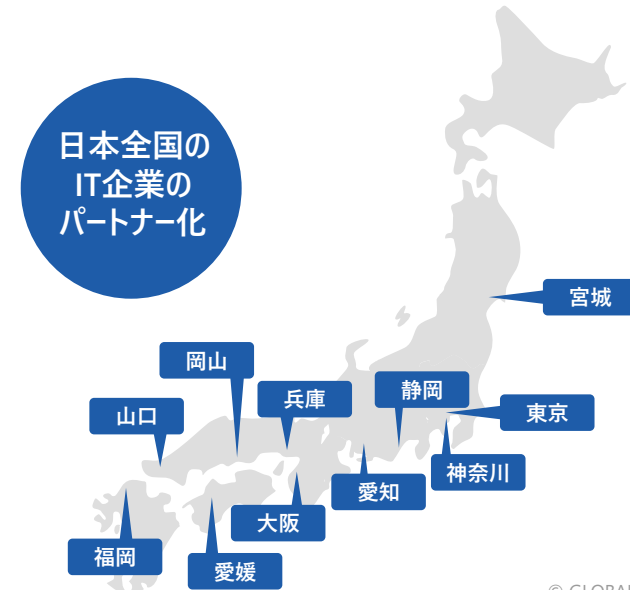 日本全国の
IT企業の
パートナー化
宮城
岡山
兵庫
静岡
山口
東京
神奈川
愛知
大阪
福岡
愛媛
© GLOBAL